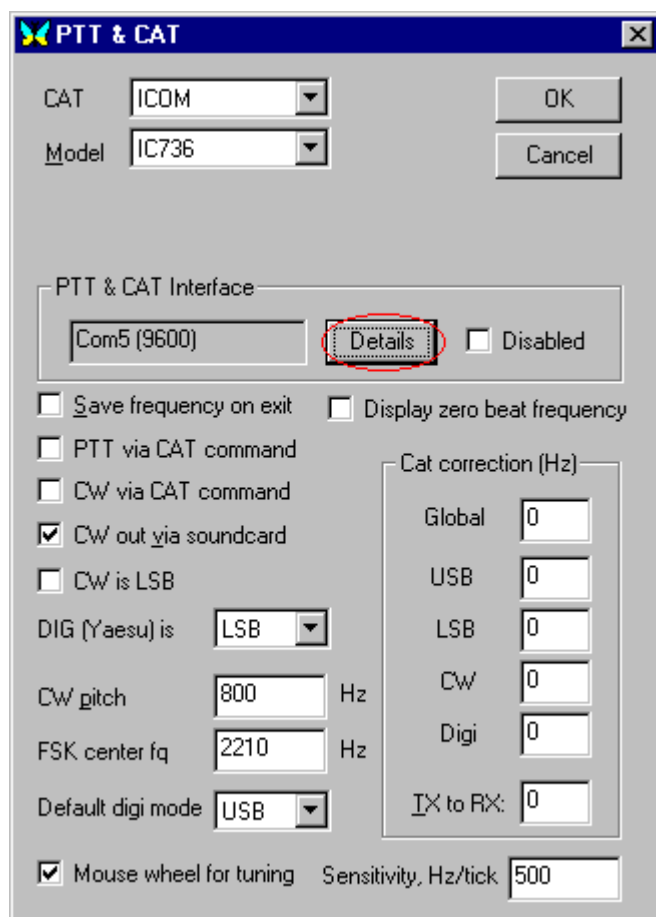 PTT & CAT
CAT ICOM OK
Model IC736 Cancel
PTT & CAT Interface
Com5 (9600) Details Disabled
Save frequency on exit Display zero beat frequency
PTT via CAT command
Cat correction (Hz)
CW via CAT command
Global 0
CW out via soundcard
CW is LSB USB 0
DIG (Yaesu) is LSB LSB 0
CW pitch 800 Hz CW 0
FSK center fq 2210 Hz Digi 0
Default digi mode USB TX to RX: 0
Mouse wheel for tuning Sensitivity, Hz/tick 500